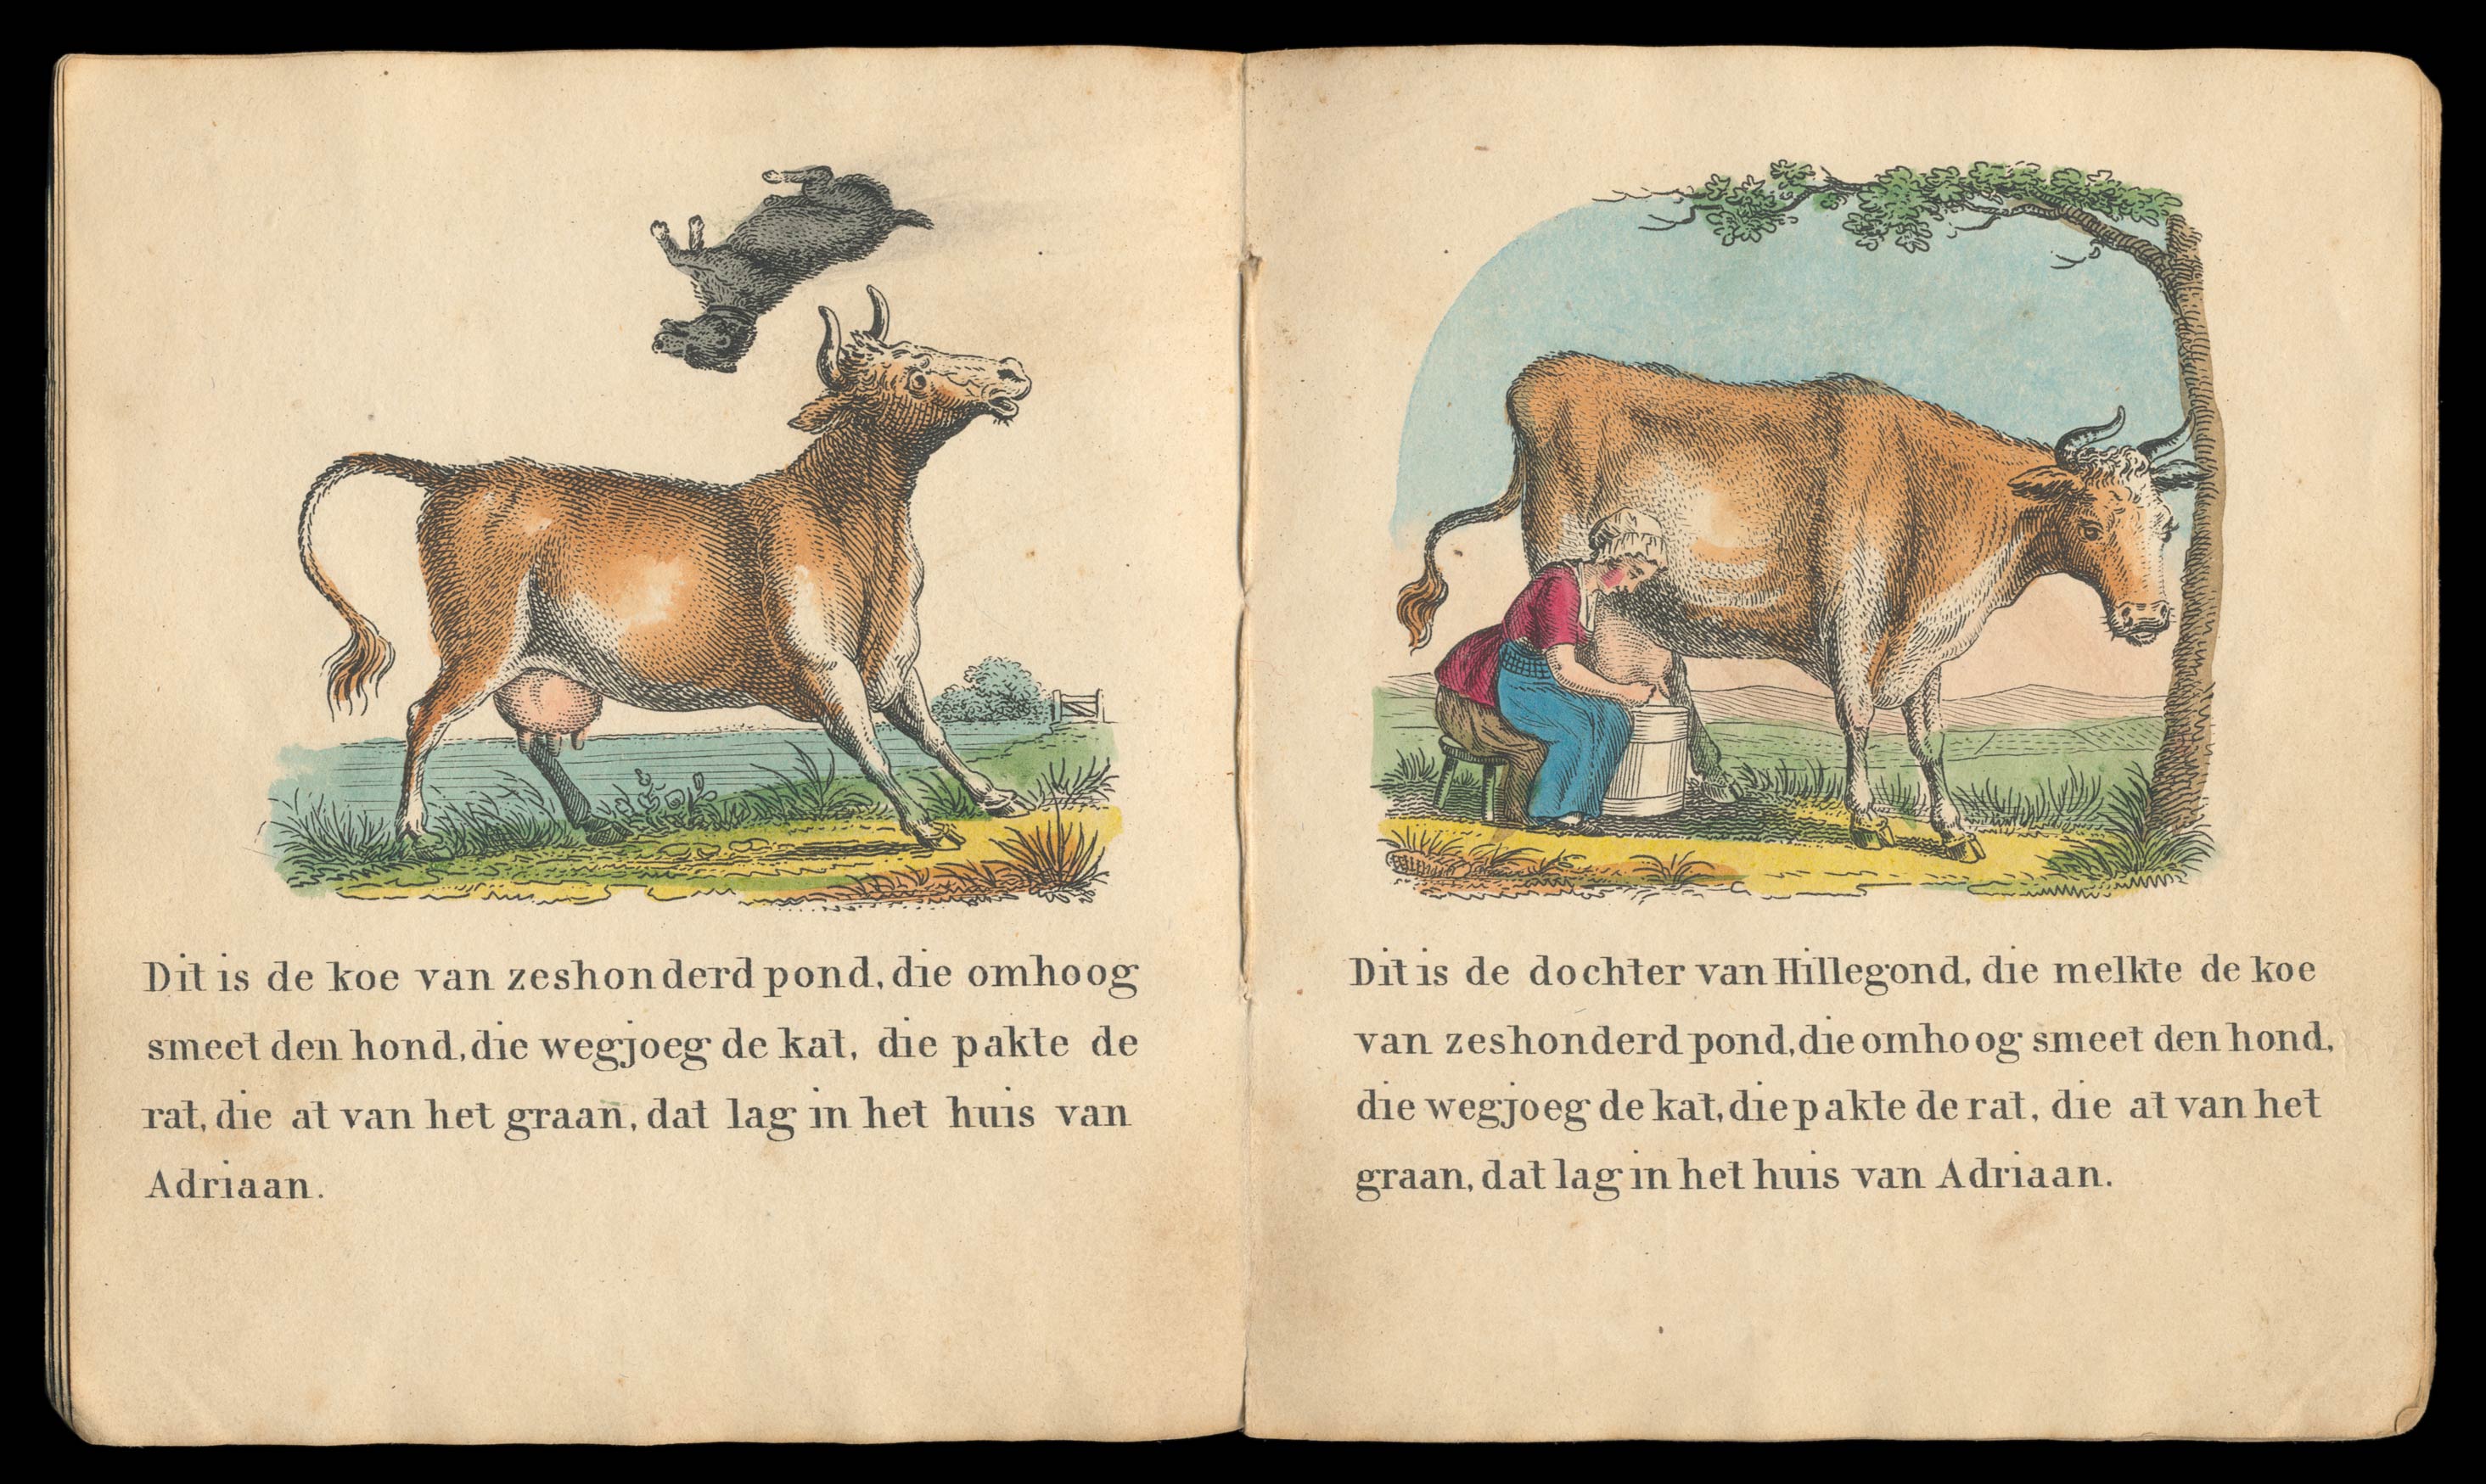 Dit is de koe van zeshonderd pond, die omhoog
smeet den hond, die wegjoeg de kat, die pakte de
rat, die at van het graan, dat lag in het huis van
Adriaan.
Dit is de dochter van Hillegond, die melkte de koe
van zeshonderd pond, die omhoog smeet den hond,
die wegjoeg de kat, die pakte de rat, die at van het
graan, dat lag in het huis van Adriaan.